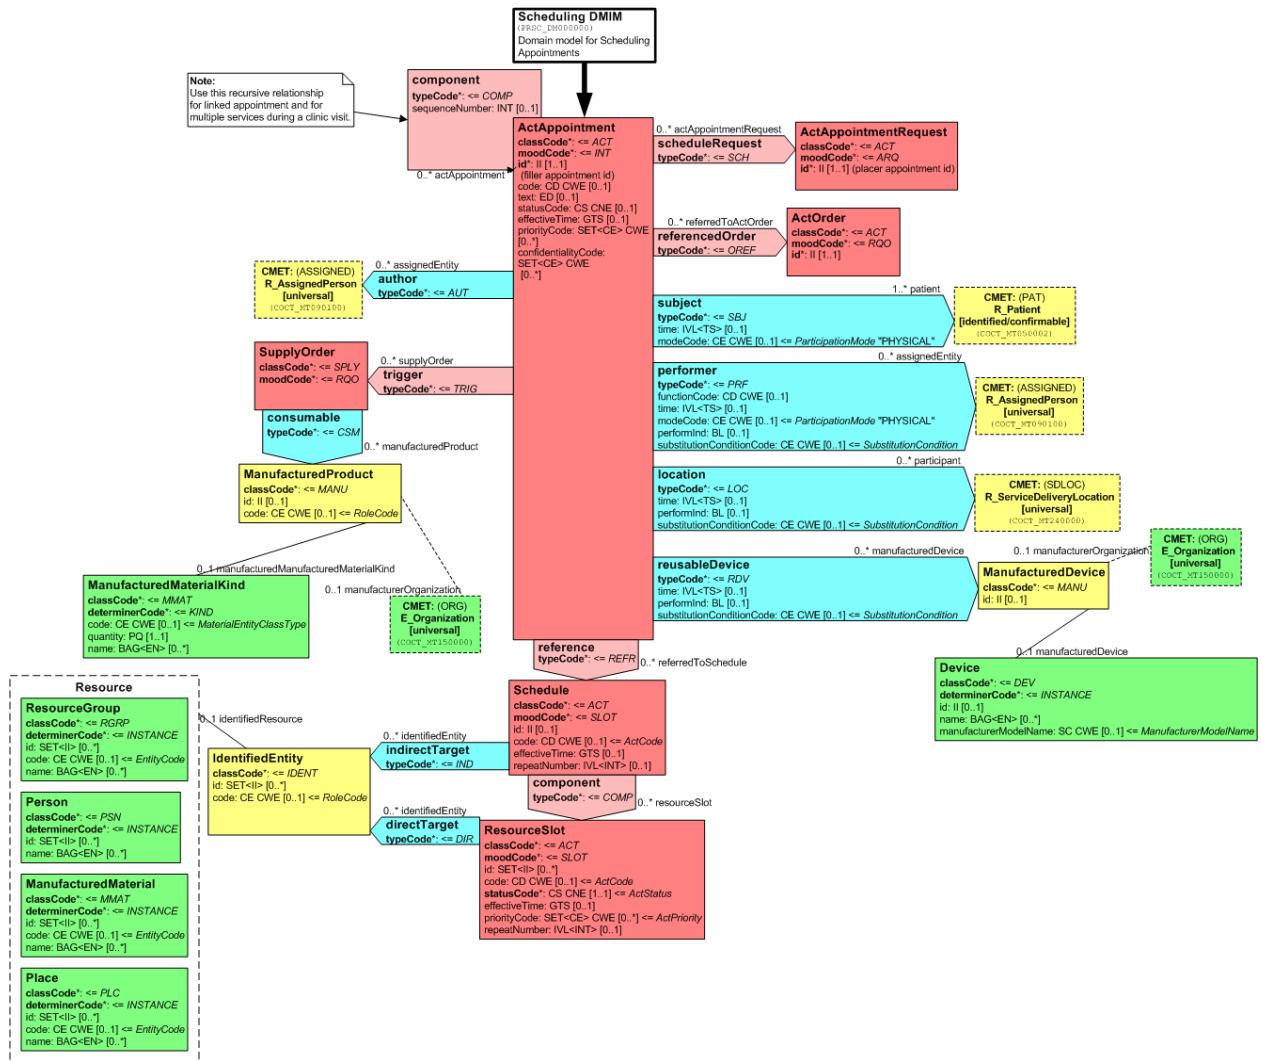 Scheduling DMIM
(PRSC_DM000000)
Domain model for Scheduling
Appointments
Note:
Use this recursive relationship
for linked appointment and for
multiple services during a clinic visit.
component
typeCode*: <= COMP
sequenceNumber: INT [0..1]
0..* actAppointment
ActAppointment
classCode*: <= ACT
moodCode*: <= INT
id*: II [1..1]
(filler appointment id)
code: CD CWE [0..1]
text: ED [0..1]
statusCode: CS CNE [0..1]
effectiveTime: GTS [0..1]
priorityCode: SET<CE> CWE
[0..*]
confidentialityCode:
SET<CE> CWE
[0..*]
0..* actAppointmentRequest
scheduleRequest
typeCode*: <= SCH
ActAppointmentRequest
classCode*: <= ACT
moodCode*: <= ARQ
id*: II [1..1] (placer appointment id)
0..* referredToActOrder
referencedOrder
typeCode*: <= OREF
ActOrder
classCode*: <= ACT
moodCode*: <= RQO
id*: II [1..1]
CMET: (ASSIGNED)
R_AssignedPerson
[universal]
(COCT_MT090100)
0..* assignedEntity
author
typeCode*: <= AUT
1..* patient
subject
typeCode*: <= SBJ
time: IVL<TS> [0..1]
modeCode: CE CWE [0..1] <= ParticipationMode "PHYSICAL"
CMET: (PAT)
R_Patient
[identified/confirmable]
(COCT_MT050002)
SupplyOrder
classCode*: <= SPLY
moodCode*: <= RQO
0..* supplyOrder
trigger
typeCode*: <= TRIG
0..* assignedEntity
performer
typeCode*: <= PRF
functionCode: CD CWE [0..1]
time: IVL<TS> [0..1]
modeCode: CE CWE [0..1] <= ParticipationMode "PHYSICAL"
performInd: BL [0..1]
substitutionConditionCode: CE CWE [0..1] <= SubstitutionCondition
CMET: (ASSIGNED)
R_AssignedPerson
[universal]
(COCT_MT090100)
consumable
typeCode*: <= CSM
0..* manufacturedProduct
ManufacturedProduct
classCode*: <= MANU
id: II [0..1]
code: CE CWE [0..1] <= RoleCode
0..* participant
location
typeCode*: <= LOC
time: IVL<TS> [0..1]
performInd: BL [0..1]
substitutionConditionCode: CE CWE [0..1] <= SubstitutionCondition
CMET: (SDLOC)
R_ServiceDeliveryLocation
[universal]
(COCT_MT240000)
0..1 manufacturedManufacturedMaterialKind
ManufacturedMaterialKind
classCode*: <= MMAT
determinerCode*: <= KIND
code: CE CWE [0..1] <= MaterialEntityClassType
quantity: PQ [1..1]
name: BAG<EN> [0..*]
0..1 manufacturerOrganization
CMET: (ORG)
E_Organization
[universal]
(COCT_MT150000)
0..* manufacturedDevice
reusableDevice
typeCode*: <= RDV
time: IVL<TS> [0..1]
performInd: BL [0..1]
substitutionConditionCode: CE CWE [0..1] <= SubstitutionCondition
ManufacturedDevice
classCode*: <= MANU
id: II [0..1]
0..1 manufacturerOrganization
CMET: (ORG)
E_Organization
[universal]
(COCT_MT150000)
0..1 manufacturedDevice
Device
classCode*: <= DEV
determinerCode*: <= INSTANCE
id: II [0..1]
name: BAG<EN> [0..*]
manufacturerModelName: SC CWE [0..1] <= ManufacturerModelName
reference
typeCode*: <= REFR
0..* referredToSchedule
Schedule
classCode*: <= ACT
moodCode*: <= SLOT
id: II [0..1]
code: CD CWE [0..1] <= ActCode
effectiveTime: GTS [0..1]
repeatNumber: IVL<INT> [0..1]
0..* identifiedEntity
indirectTarget
typeCode*: <= IND
0..1 identifiedResource
IdentifiedEntity
classCode*: <= IDENT
id: SET<II> [0..*]
code: CE CWE [0..1] <= RoleCode
component
typeCode*: <= COMP
0..* resourceSlot
0..* identifiedEntity
directTarget
typeCode*: <= DIR
ResourceSlot
classCode*: <= ACT
moodCode*: <= SLOT
id: SET<II> [0..*]
code: CD CWE [0..1] <= ActCode
statusCode*: CS CNE [1..1] <= ActStatus
effectiveTime: GTS [0..1]
priorityCode: SET<CE> CWE [0..*] <= ActPriority
repeatNumber: IVL<INT> [0..1]
Resource
ResourceGroup
classCode*: <= RGRP
determinerCode*: <= INSTANCE
id: SET<II> [0..*]
code: CE CWE [0..1] <= EntityCode
name: BAG<EN> [0..*]
Person
classCode*: <= PSN
determinerCode*: <= INSTANCE
id: SET<II> [0..*]
name: BAG<EN> [0..*]
ManufacturedMaterial
classCode*: <= MMAT
determinerCode*: <= INSTANCE
id: SET<II> [0..*]
code: CE CWE [0..1] <= EntityCode
name: BAG<EN> [0..*]
Place
classCode*: <= PLC
determinerCode*: <= INSTANCE
id: SET<II> [0..*]
code: CE CWE [0..1] <= EntityCode
name: BAG<EN> [0..*]